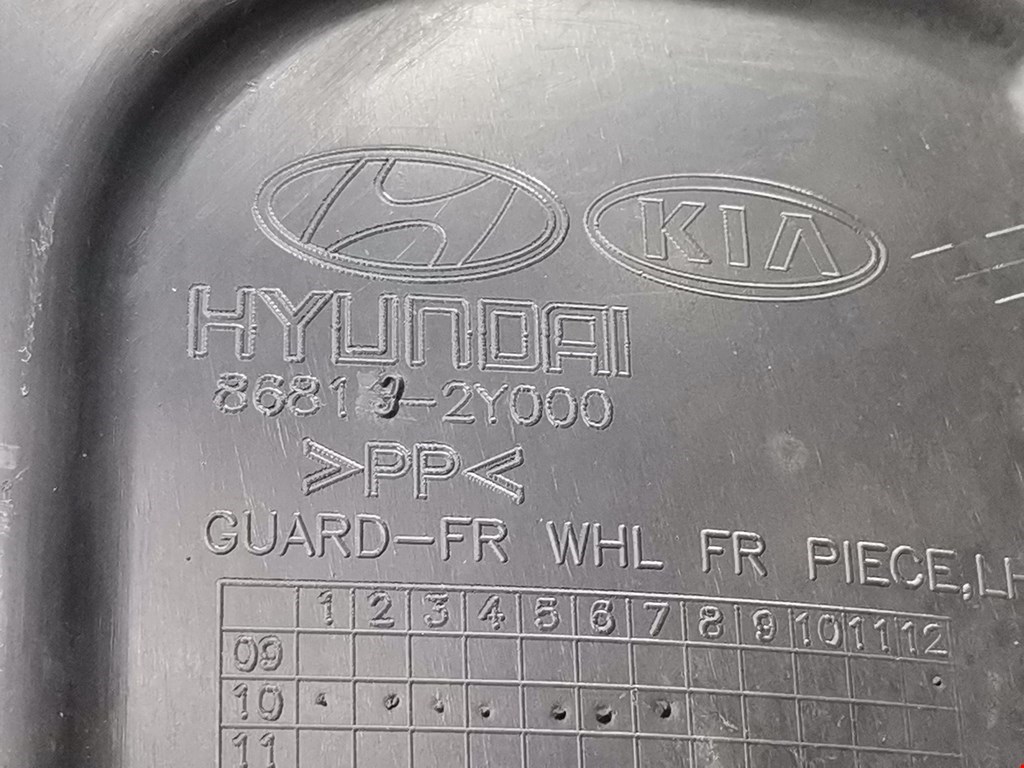 KIA
HYUNDAI
-2Y000
>PP<
GUARD-FR WHL FR PIECE,LH
1 2 3 4 5 6 7 8 9 10 11 12
09
10
11